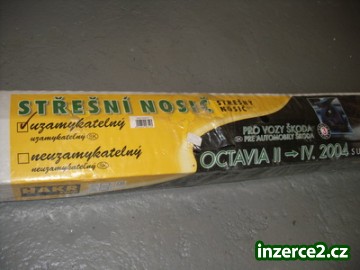 STŘEŠNÍ NOSIČ
STREŠNÝ NOSIČ
uzamykatelný
uzamykateľný
neuzamykatelný
neuzamykateľný
PRO VOZY ŠKODA
PRE AUTOMOBILY ŠKODA
OCTAVIA II ⇒ IV. 2004
HAKR
inzerce2.cz